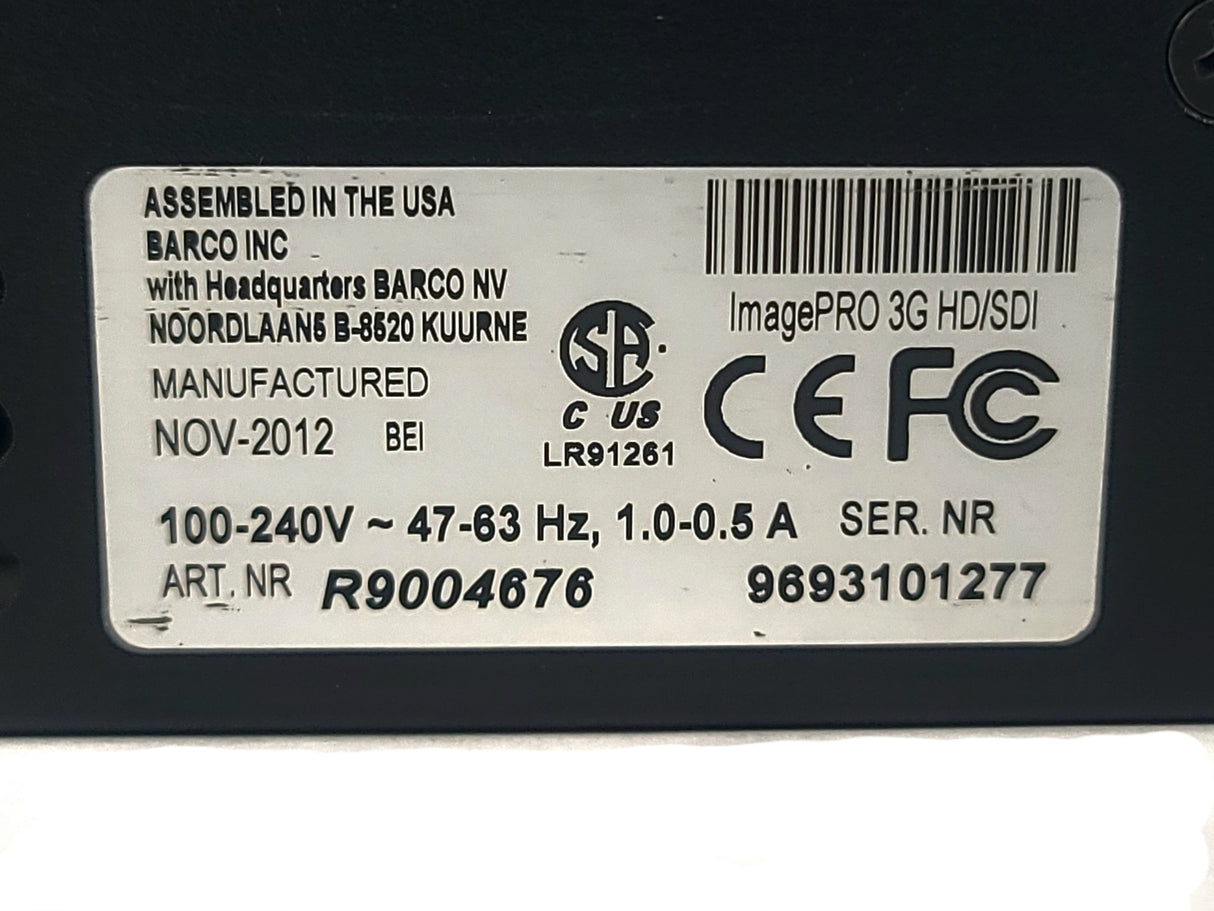 ASSEMBLED IN THE USA
BARCO INC
with Headquarters BARCO NV
NOORDLAAN5 B-8520 KUURNE
MANUFACTURED
NOV-2012 BEI
ImagePRO 3G HD/SDI
SA
C US
LR91261
CE FC
100-240V ~ 47-63 Hz, 1.0-0.5 A SER. NR
ART. NR R9004676 9693101277